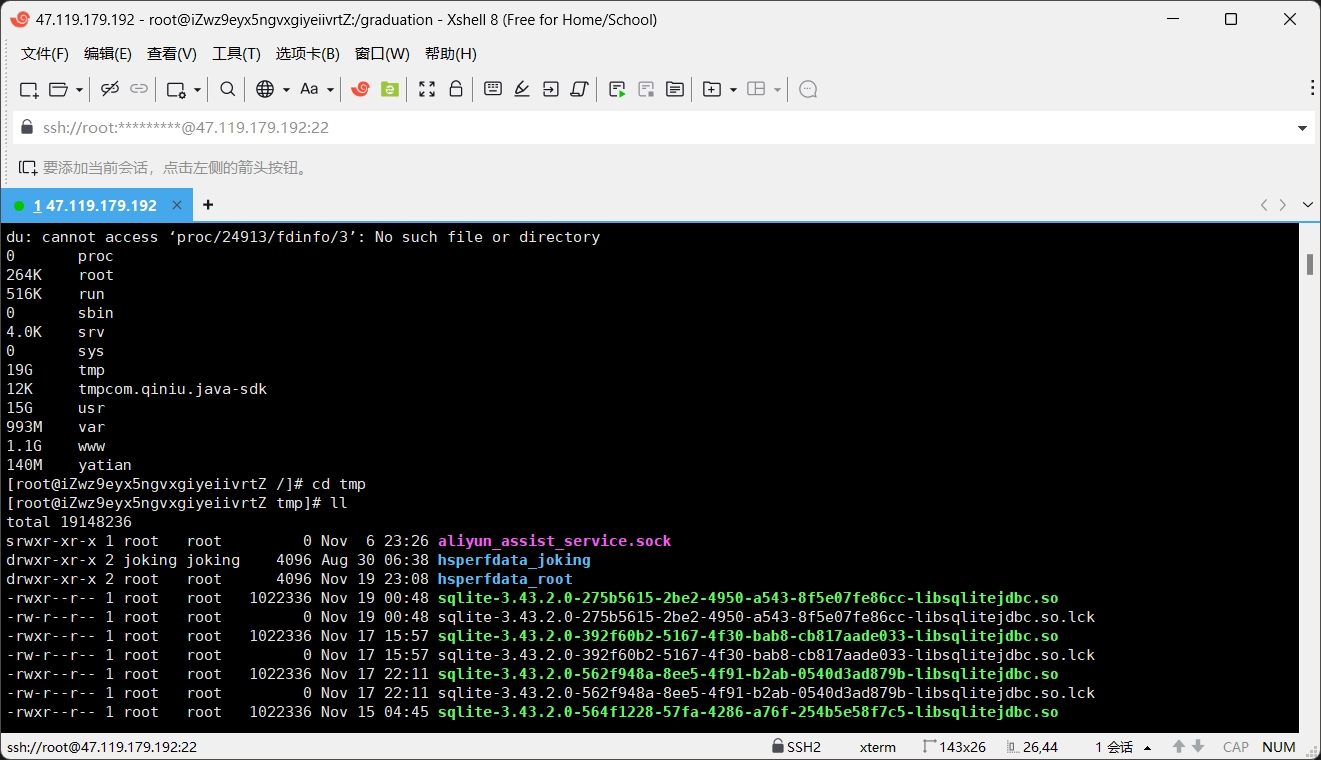 47.119.179.192 - root@iZwz9eyx5ngvxgiyeiivrtZ:/graduation - Xshell 8 (Free for Home/School)
文件(F) 编辑(E) 查看(V) 工具(T) 选项卡(B) 窗口(W) 帮助(H)
Aa
ssh://root:*********@47.119.179.192:22
要添加当前会话，点击左侧的箭头按钮。
1 47.119.179.192 × +
du: cannot access ‘proc/24913/fdinfo/3’: No such file or directory
0 proc
264K root
516K run
0 sbin
4.0K srv
0 sys
19G tmp
12K tmpcom.qiniu.java-sdk
15G usr
993M var
1.1G www
140M yatian
[root@iZwz9eyx5ngvxgiyeiivrtZ /]# cd tmp
[root@iZwz9eyx5ngvxgiyeiivrtZ tmp]# ll
total 19148236
srwxr-xr-x 1 root root 0 Nov 6 23:26 aliyun_assist_service.sock
drwxr-xr-x 2 joking joking 4096 Aug 30 06:38 hsperfdata_joking
drwxr-xr-x 2 root root 4096 Nov 19 23:08 hsperfdata_root
-rwxr--r-- 1 root root 1022336 Nov 19 00:48 sqlite-3.43.2.0-275b5615-2be2-4950-a543-8f5e07fe86cc-libsqlitejdbc.so
-rw-r--r-- 1 root root 0 Nov 19 00:48 sqlite-3.43.2.0-275b5615-2be2-4950-a543-8f5e07fe86cc-libsqlitejdbc.so.lck
-rwxr--r-- 1 root root 1022336 Nov 17 15:57 sqlite-3.43.2.0-392f60b2-5167-4f30-bab8-cb817aade033-libsqlitejdbc.so
-rw-r--r-- 1 root root 0 Nov 17 15:57 sqlite-3.43.2.0-392f60b2-5167-4f30-bab8-cb817aade033-libsqlitejdbc.so.lck
-rwxr--r-- 1 root root 1022336 Nov 17 22:11 sqlite-3.43.2.0-562f948a-8ee5-4f91-b2ab-0540d3ad879b-libsqlitejdbc.so
-rw-r--r-- 1 root root 0 Nov 17 22:11 sqlite-3.43.2.0-562f948a-8ee5-4f91-b2ab-0540d3ad879b-libsqlitejdbc.so.lck
-rwxr--r-- 1 root root 1022336 Nov 15 04:45 sqlite-3.43.2.0-564f1228-57fa-4286-a76f-254b5e58f7c5-libsqlitejdbc.so
ssh://root@47.119.179.192:22 SSH2 xterm 143x26 26,44 1 会话 CAP NUM